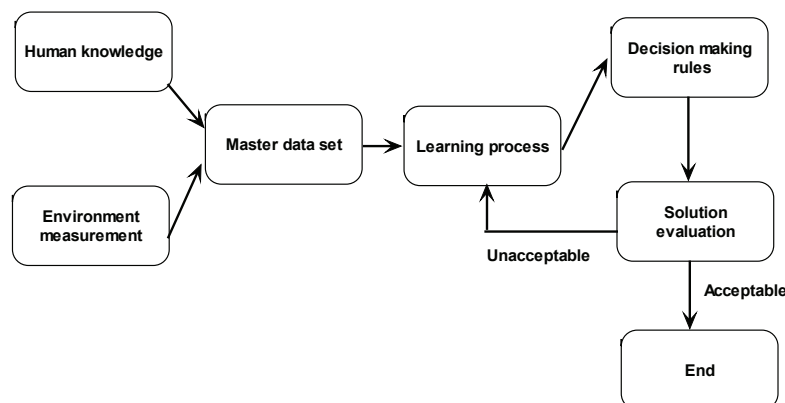 Human knowledge
Decision making
rules
Master data set
Learning process
Environment
measurement
Solution
evaluation
Unacceptable
Acceptable
End